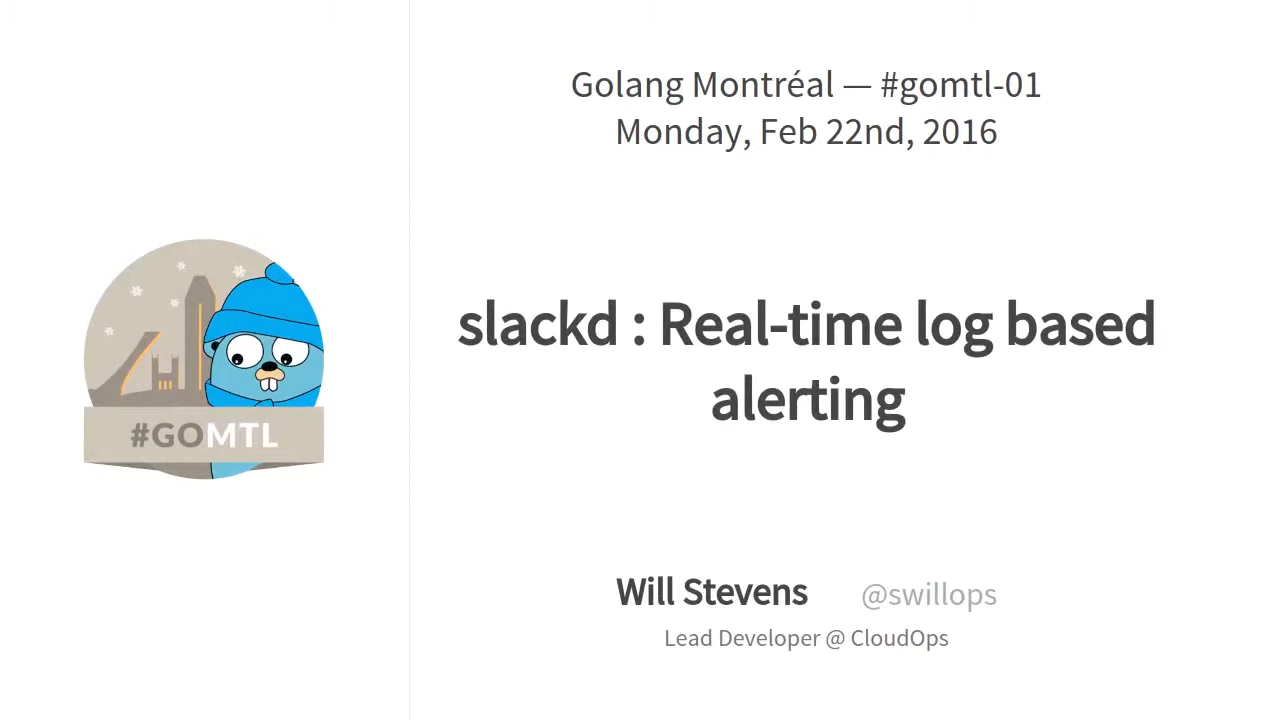 Golang Montréal — #gomtl-01
Monday, Feb 22nd, 2016
slackd : Real-time log based
alerting
#GOMTL
Will Stevens @swillops
Lead Developer @ CloudOps